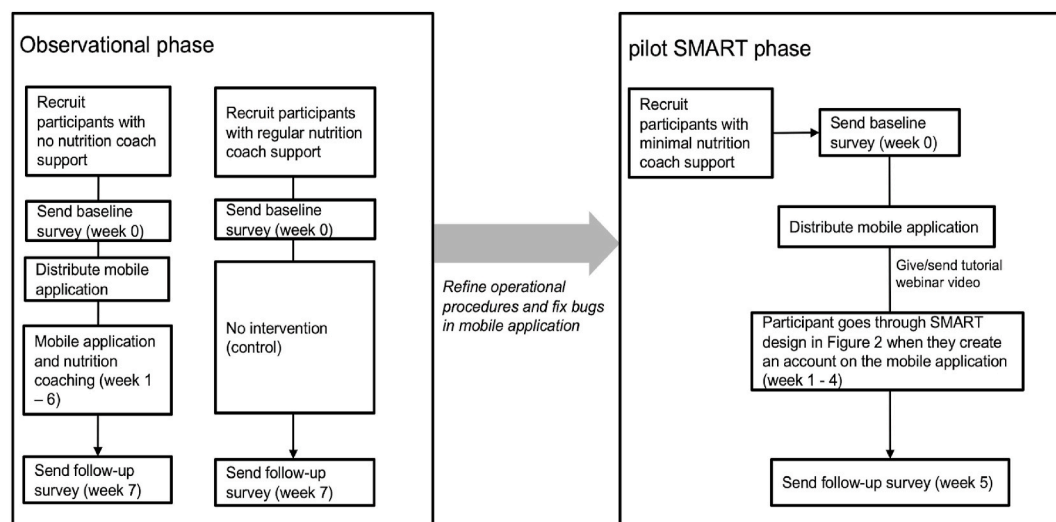 Observational phase
Recruit
participants with
no nutrition coach
support
Send baseline
survey (week 0)
Distribute mobile
application
Mobile application
and nutrition
coaching (week 1
– 6)
Send follow-up
survey (week 7)
Recruit participants
with regular nutrition
coach support
Send baseline
survey (week 0)
No intervention
(control)
Send follow-up
survey (week 7)
Refine operational
procedures and fix bugs
in mobile application
pilot SMART phase
Recruit
participants with
minimal nutrition
coach support
Send baseline
survey (week 0)
Distribute mobile application
Give/send tutorial
webinar video
Participant goes through SMART
design in Figure 2 when they create
an account on the mobile application
(week 1 - 4)
Send follow-up survey (week 5)